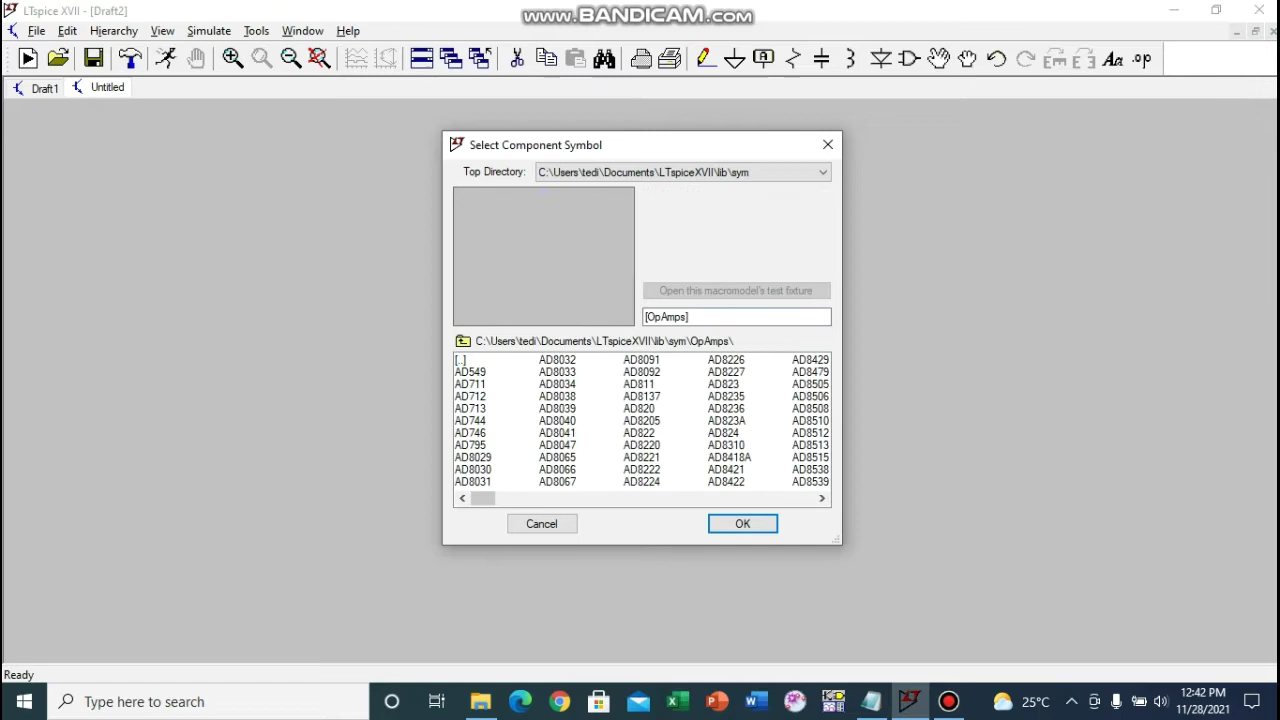 LTspice XVII - [Draft2]
www.BANDICAM.com
File Edit Hierarchy View Simulate Tools Window Help
Aa .op
Draft1 Untitled
Select Component Symbol
Top Directory: C:\Users\tedi\Documents\LTspiceXVII\lib\sym
Open this macromodel's test fixture
[OpAmps]
C:\Users\tedi\Documents\LTspiceXVII\lib\sym\OpAmps\
[..] AD8032 AD8091 AD8226 AD8429
AD549 AD8033 AD8092 AD8227 AD8479
AD711 AD8034 AD811 AD823 AD8505
AD712 AD8038 AD8137 AD8235 AD8506
AD713 AD8039 AD820 AD8236 AD8508
AD744 AD8040 AD8205 AD823A AD8510
AD746 AD8041 AD822 AD824 AD8512
AD795 AD8047 AD8220 AD8310 AD8513
AD8029 AD8065 AD8221 AD8418A AD8515
AD8030 AD8066 AD8222 AD8421 AD8538
AD8031 AD8067 AD8224 AD8422 AD8539
Cancel OK
Ready
Type here to search
25°C
12:42 PM
11/28/2021